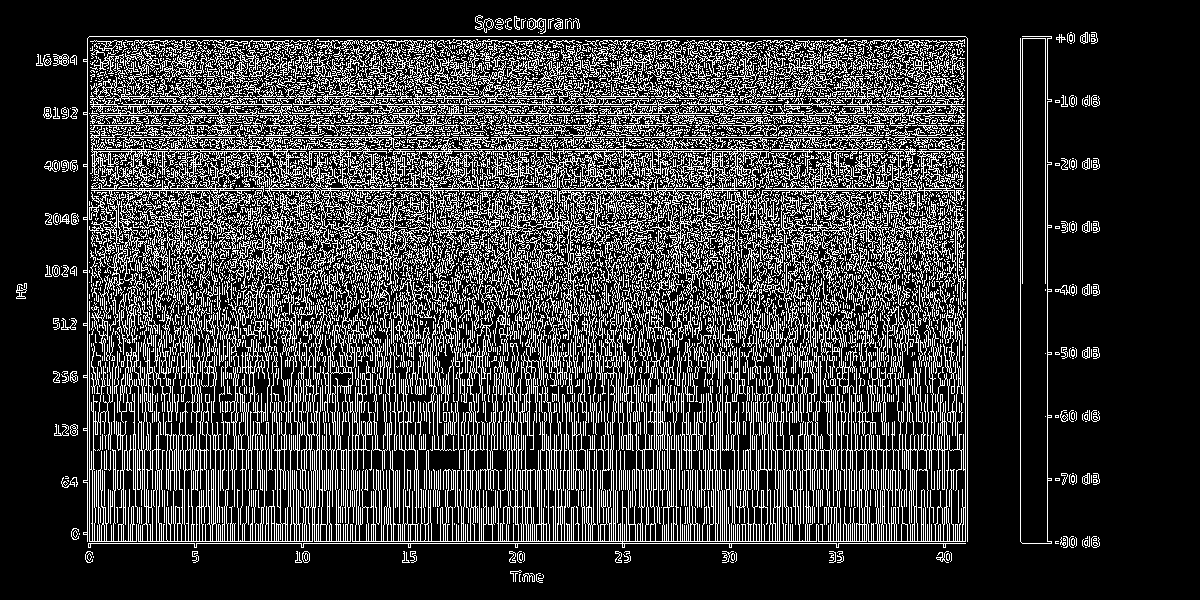 Spectrogram
16384
8192
4096
2048
1024
512
256
128
64
0
Hz
0 5 10 15 20 25 30 35 40
Time
+0 dB
-10 dB
-20 dB
-30 dB
-40 dB
-50 dB
-60 dB
-70 dB
-80 dB